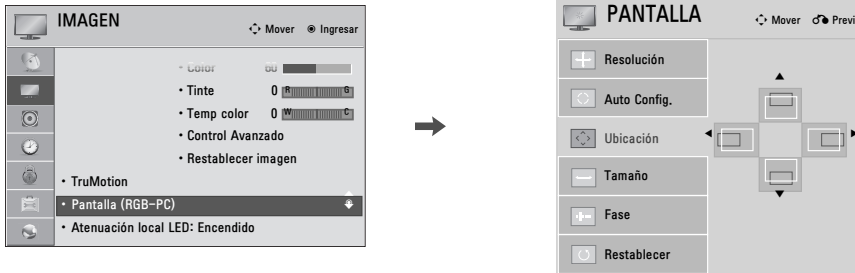 IMAGEN
Mover Ingresar
• Color 60
• Tinte 0 R G
• Temp color 0 W C
• Control Avanzado
• Restablecer imagen
• TruMotion
• Pantalla (RGB-PC)
• Atenuación local LED: Encendido
PANTALLA
Mover Previ
Resolución
Auto Config.
Ubicación
Tamaño
Fase
Restablecer